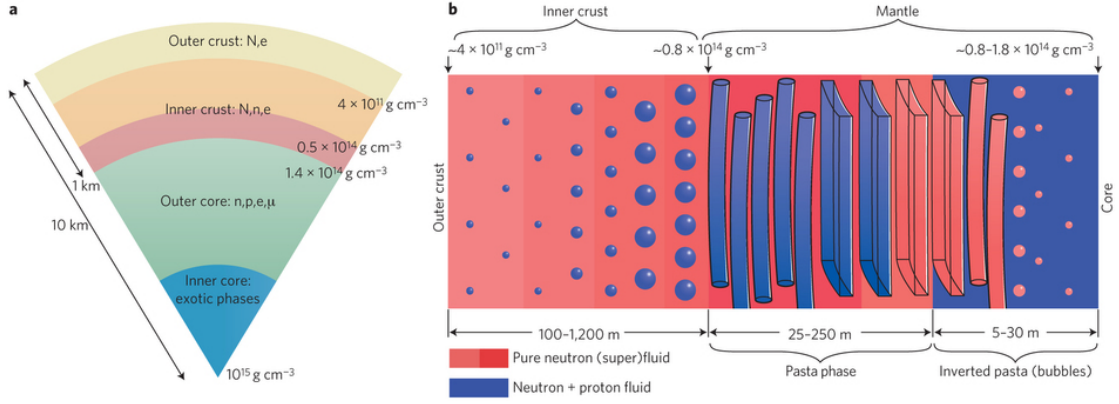 a
Outer crust: N,e
4 × 10¹¹ g cm⁻³
Inner crust: N,n,e
0.5 × 10¹⁴ g cm⁻³
1.4 × 10¹⁴ g cm⁻³
1 km
Outer core: n,p,e,μ
10 km
Inner core:
exotic phases
10¹⁵ g cm⁻³
b
Inner crust
Mantle
~4 × 10¹¹ g cm⁻³
~0.8 × 10¹⁴ g cm⁻³
~0.8–1.8 × 10¹⁴ g cm⁻³
Outer crust
Core
100–1,200 m
25–250 m
5–30 m
Pure neutron (super)fluid
Neutron + proton fluid
Pasta phase
Inverted pasta (bubbles)